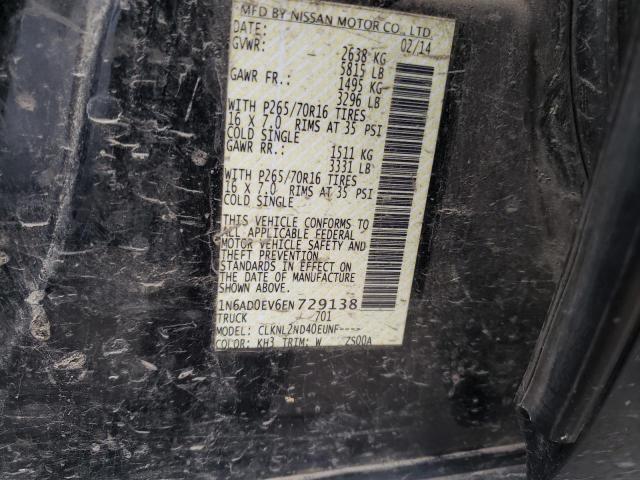 MFD BY NISSAN MOTOR CO., LTD
DATE: 02/14
GVWR: 2638 KG
5815 LB
GAWR FR.: 1495 KG
3296 LB
WITH P265/70R16 TIRES
16 X 7.0 RIMS AT 35 PSI
COLD SINGLE
GAWR RR.: 1511 KG
3331 LB
WITH P265/70R16 TIRES
16 X 7.0 RIMS AT 35 PSI
COLD SINGLE
THIS VEHICLE CONFORMS TO
ALL APPLICABLE FEDERAL
MOTOR VEHICLE SAFETY AND
THEFT PREVENTION
STANDARDS IN EFFECT ON
THE DATE OF MANUFACTURE
SHOWN ABOVE.
1N6AD0EV6EN729138
TRUCK 701
MODEL: CLKNL2ND40EUNF----
COLOR: KH3 TRIM: W ZS00A